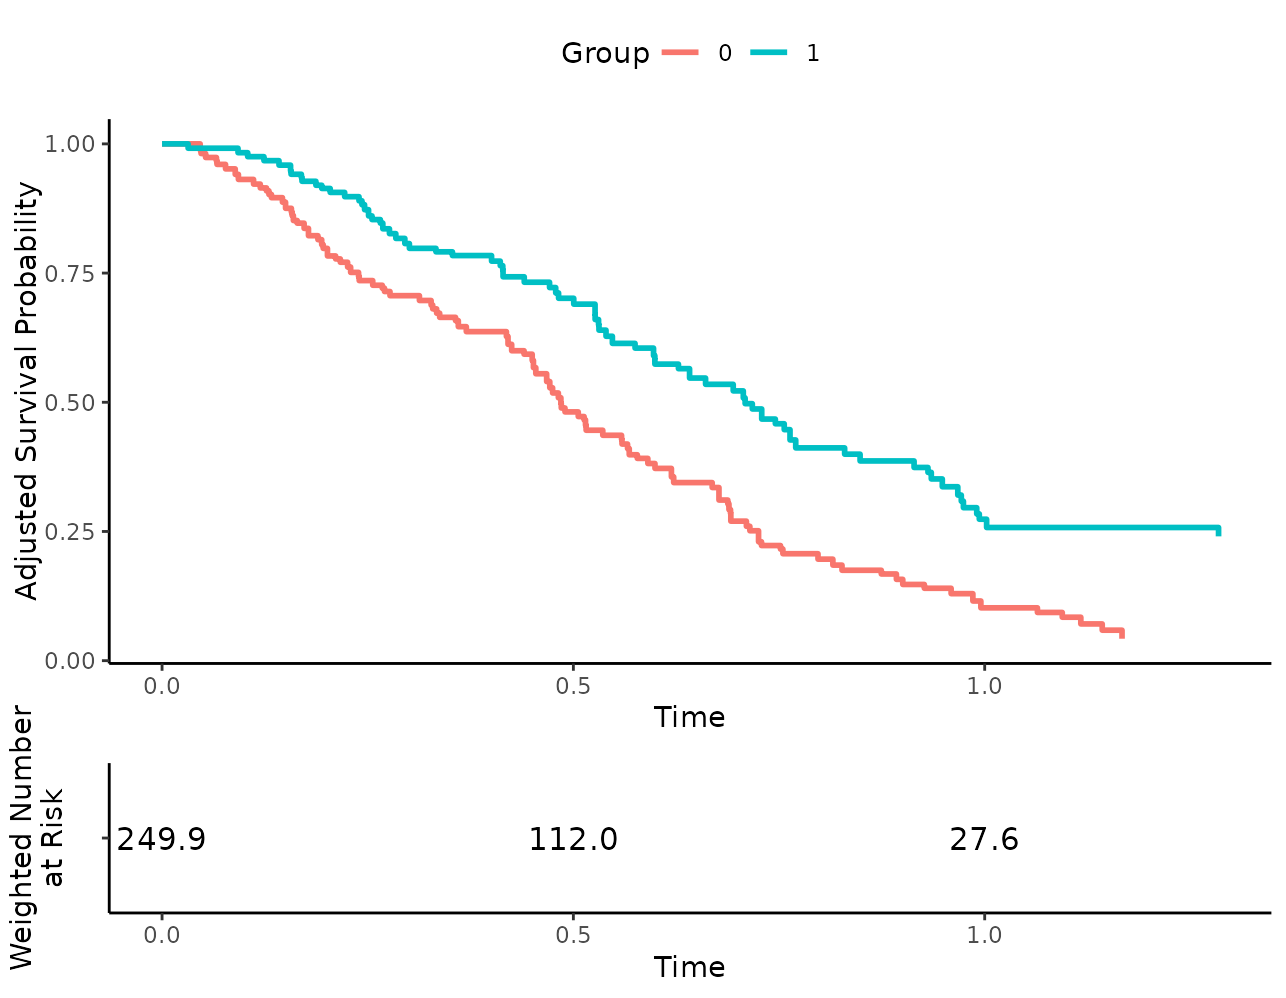 Group 0 1
Adjusted Survival Probability
1.00
0.75
0.50
0.25
0.00
0.0 0.5 1.0
Time
Weighted Number
at Risk
249.9 112.0 27.6
0.0 0.5 1.0
Time